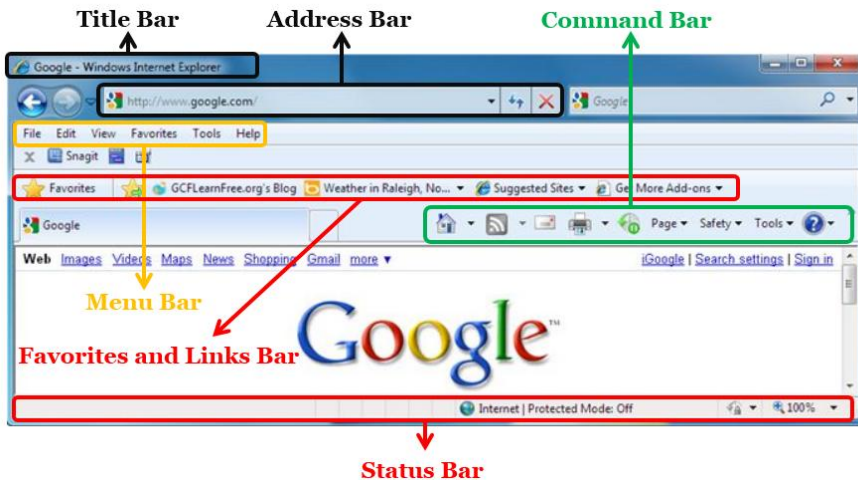 Title Bar Address Bar Command Bar
Google - Windows Internet Explorer
http://www.google.com/ Google
File Edit View Favorites Tools Help
X Snagit
Favorites GCFLearnFree.org's Blog Weather in Raleigh, No... Suggested Sites Get More Add-ons
Google Page Safety Tools
Web Images Videos Maps News Shopping Gmail more iGoogle | Search settings | Sign in
Menu Bar
Google™
Favorites and Links Bar
Internet | Protected Mode: Off 100%
Status Bar